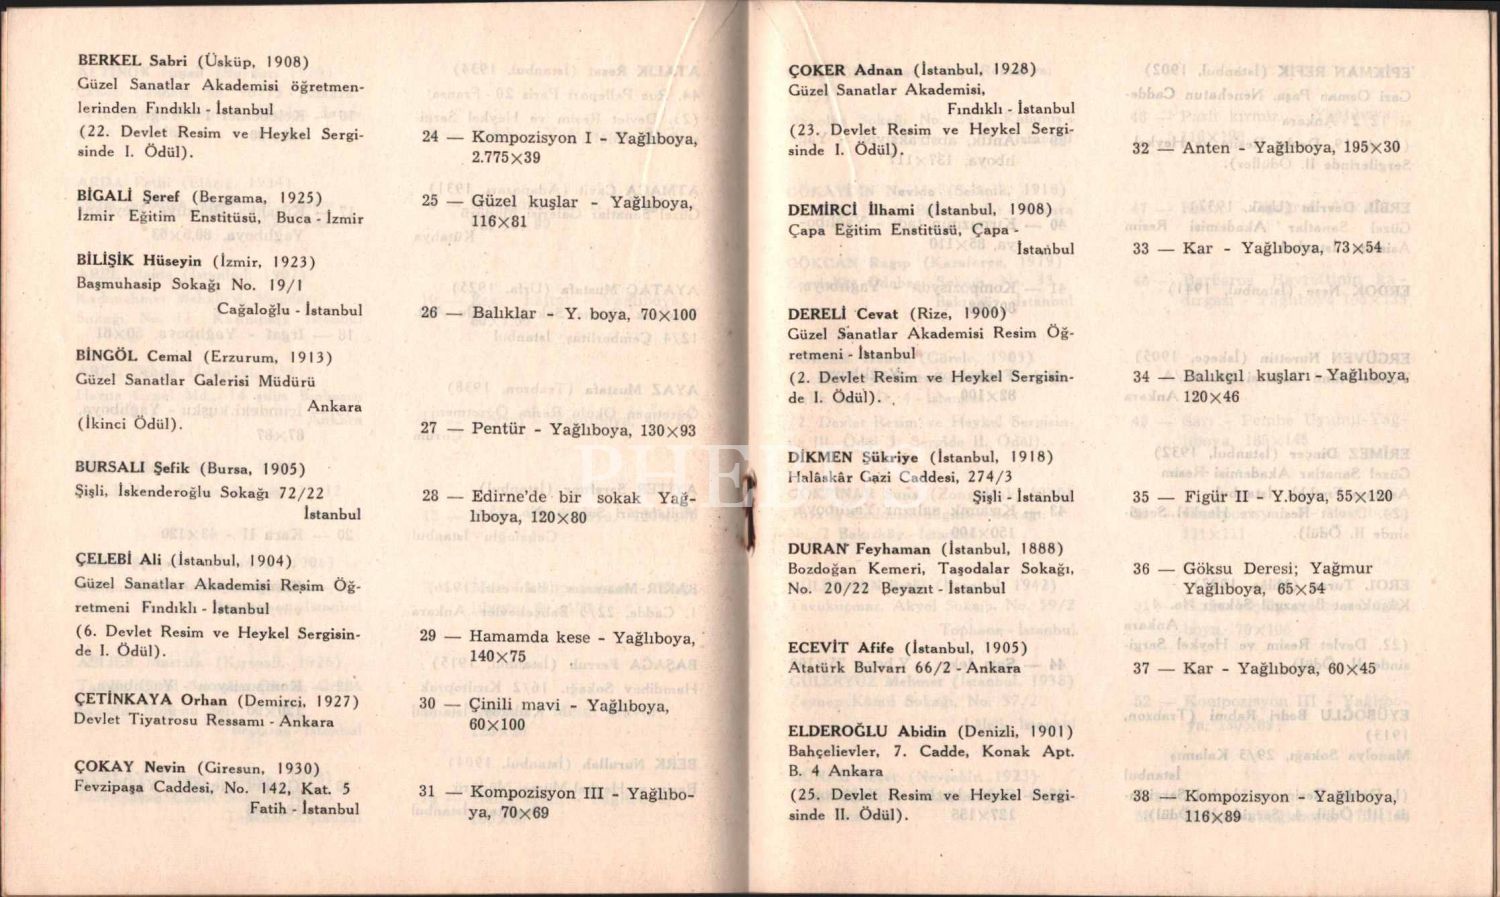 BERKEL Sabri (Üsküp, 1908)
Güzel Sanatlar Akademisi öğretmen-
lerinden Fındıklı - İstanbul
(22. Devlet Resim ve Heykel Sergi-
sinde I. Ödül).
24 — Kompozisyon I - Yağlıboya,
2.775×39
BİGALİ Şeref (Bergama, 1925)
İzmir Eğitim Enstitüsü, Buca - İzmir
25 — Güzel kuşlar - Yağlıboya,
116×81
BİLİŞİK Hüseyin (İzmir, 1923)
Başmuhasip Sokağı No. 19/1
Cağaloğlu - İstanbul
26 — Balıklar - Y. boya, 70×100
BİNGÖL Cemal (Erzurum, 1913)
Güzel Sanatlar Galerisi Müdürü
Ankara
(İkinci Ödül).
27 — Pentür - Yağlıboya, 130×93
BURSALI Şefik (Bursa, 1905)
Şişli, İskenderoğlu Sokağı 72/22
İstanbul
28 — Edirne'de bir sokak Yağ-
lıboya, 120×80
ÇELEBİ Ali (İstanbul, 1904)
Güzel Sanatlar Akademisi Resim Öğ-
retmeni Fındıklı - İstanbul
(6. Devlet Resim ve Heykel Sergisin-
de I. Ödül).
29 — Hamamda kese - Yağlıboya,
140×75
ÇETİNKAYA Orhan (Demirci, 1927)
Devlet Tiyatrosu Ressamı - Ankara
30 — Çinili mavi - Yağlıboya,
60×100
ÇOKAY Nevin (Giresun, 1930)
Fevzipaşa Caddesi, No. 142, Kat. 5
Fatih - İstanbul
31 — Kompozisyon III - Yağlıbo-
ya, 70×69
ÇOKER Adnan (İstanbul, 1928)
Güzel Sanatlar Akademisi,
Fındıklı - İstanbul
(23. Devlet Resim ve Heykel Sergi-
sinde I. Ödül).
32 — Anten - Yağlıboya, 195×30
DEMİRCİ İlhami (İstanbul, 1908)
Çapa Eğitim Enstitüsü, Çapa -
İstanbul
33 — Kar - Yağlıboya, 73×54
DERELİ Cevat (Rize, 1900)
Güzel Sanatlar Akademisi Resim Öğ-
retmeni - İstanbul
(2. Devlet Resim ve Heykel Sergisin-
de I. Ödül).
34 — Balıkçıl kuşları - Yağlıboya,
120×46
DİKMEN Şükriye (İstanbul, 1918)
Halâskâr Gazi Caddesi, 274/3
Şişli - İstanbul
35 — Figür II - Y.boya, 55×120
DURAN Feyhaman (İstanbul, 1888)
Bozdoğan Kemeri, Taşodalar Sokağı,
No. 20/22 Beyazıt - İstanbul
36 — Göksu Deresi; Yağmur
Yağlıboya, 65×54
ECEVİT Afife (İstanbul, 1905)
Atatürk Bulvarı 66/2 - Ankara
37 — Kar - Yağlıboya, 60×45
ELDEROĞLU Abidin (Denizli, 1901)
Bahçelievler, 7. Cadde, Konak Apt.
B. 4 Ankara
(25. Devlet Resim ve Heykel Sergi-
sinde II. Ödül).
38 — Kompozisyon - Yağlıboya,
116×89